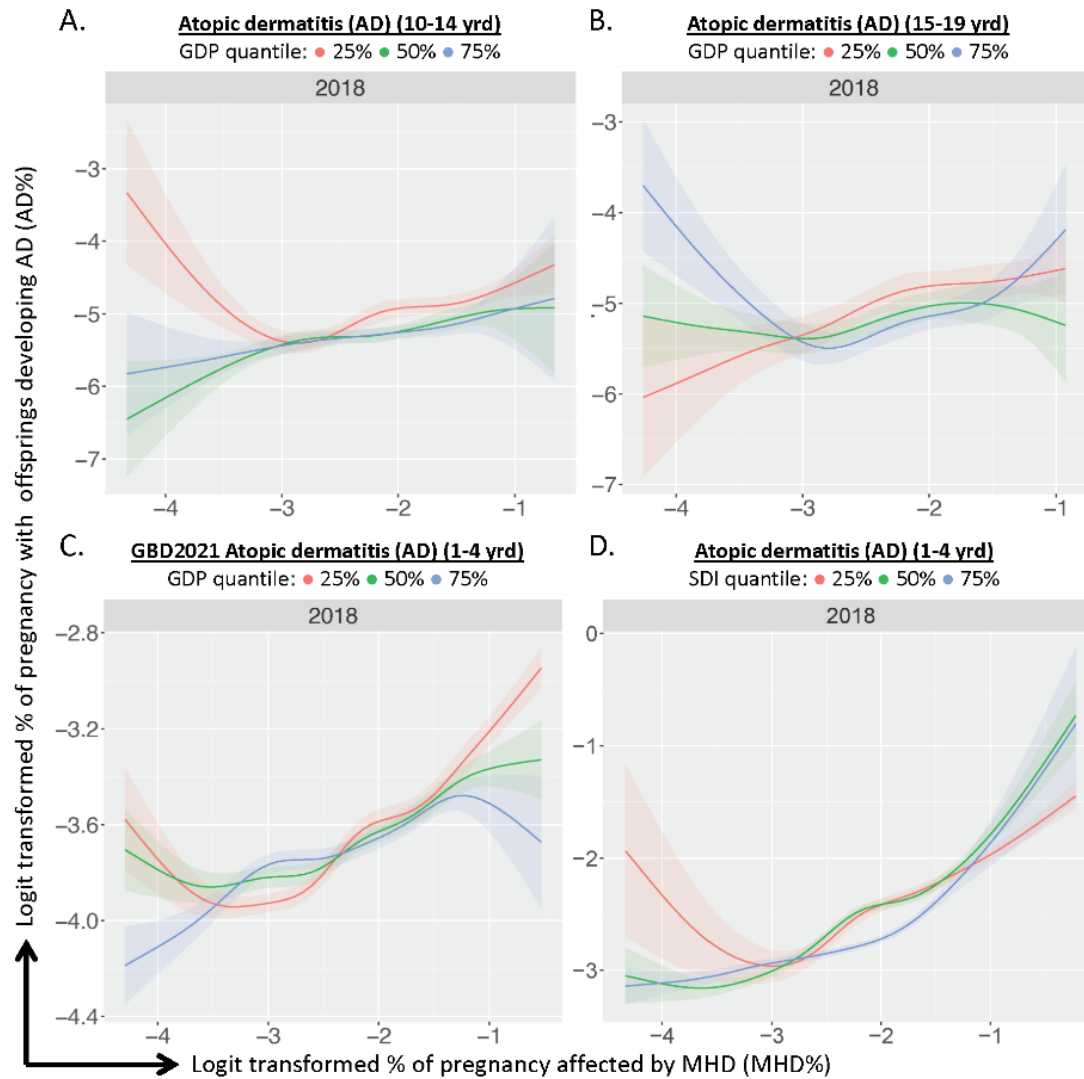 A.
Atopic dermatitis (AD) (10-14 yrd)
GDP quantile: 25% 50% 75%
2018
-3
-4
-5
-6
-7
-4 -3 -2 -1
B.
Atopic dermatitis (AD) (15-19 yrd)
GDP quantile: 25% 50% 75%
2018
-3
-4
-5
-6
-7
-4 -3 -2 -1
C.
GBD2021 Atopic dermatitis (AD) (1-4 yrd)
GDP quantile: 25% 50% 75%
2018
-2.8
-3.2
-3.6
-4.0
-4.4
-4 -3 -2 -1
D.
Atopic dermatitis (AD) (1-4 yrd)
SDI quantile: 25% 50% 75%
2018
0
-1
-2
-3
-4 -3 -2 -1
Logit transformed % of pregnancy with offsprings developing AD (AD%)
Logit transformed % of pregnancy affected by MHD (MHD%)